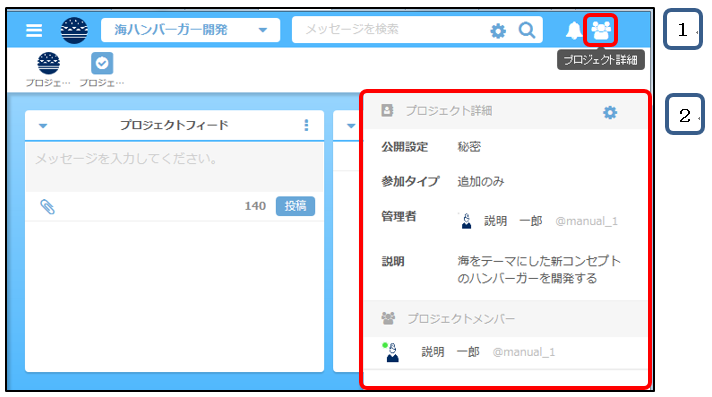 海ハンバーガー開発
メッセージを検索
1
プロジェクト詳細
プロジェ… プロジェ…
2
プロジェクト詳細
プロジェクトフィード
メッセージを入力してください。
140 投稿
公開設定 秘密
参加タイプ 追加のみ
管理者 説明 一郎 @manual_1
説明 海をテーマにした新コンセプト
のハンバーガーを開発する
プロジェクトメンバー
説明 一郎 @manual_1